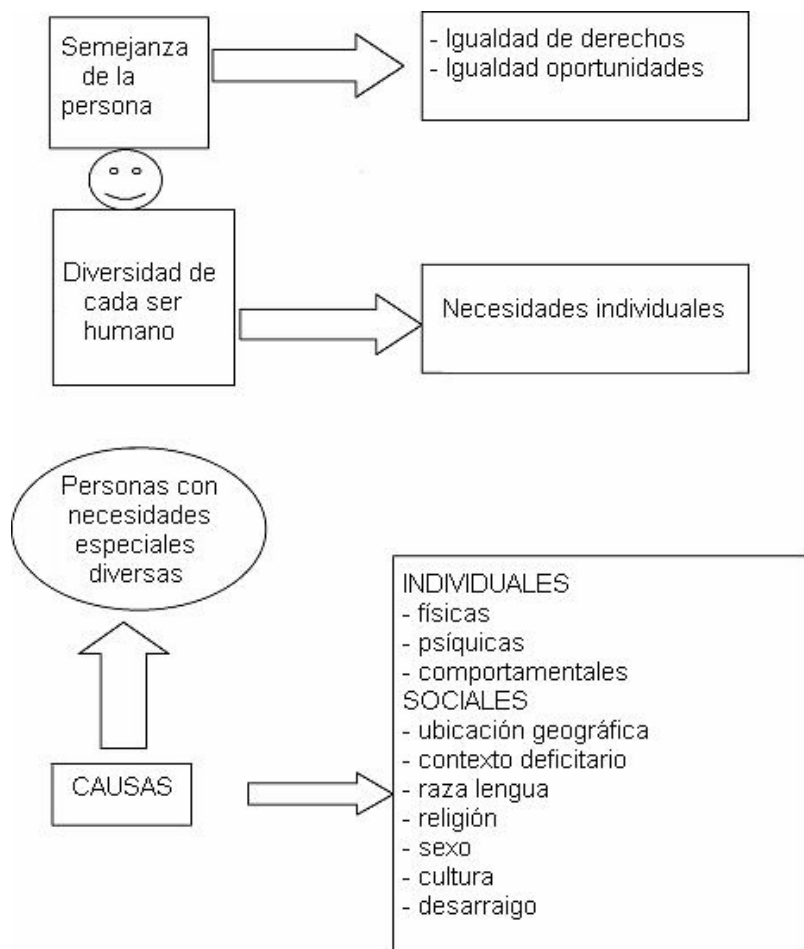 Semejanza
de la
persona
- Igualdad de derechos
- Igualdad oportunidades
Diversidad de
cada ser
humano
Necesidades individuales
Personas con
necesidades
especiales
diversas
CAUSAS
INDIVIDUALES
- físicas
- psíquicas
- comportamentales
SOCIALES
- ubicación geográfica
- contexto deficitario
- raza lengua
- religión
- sexo
- cultura
- desarraigo